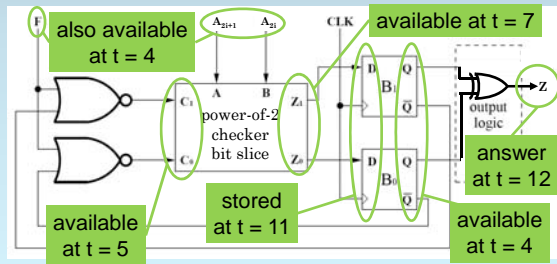 F
also available
at t = 4
A2i+1 A2i
CLK
available at t = 7
A B
C1
Z1
power-of-2
checker
bit slice
C0
Z0
D Q
B1
Q
D Q
B0
Q
output
logic
Z
answer
at t = 12
available
at t = 5
stored
at t = 11
available
at t = 4